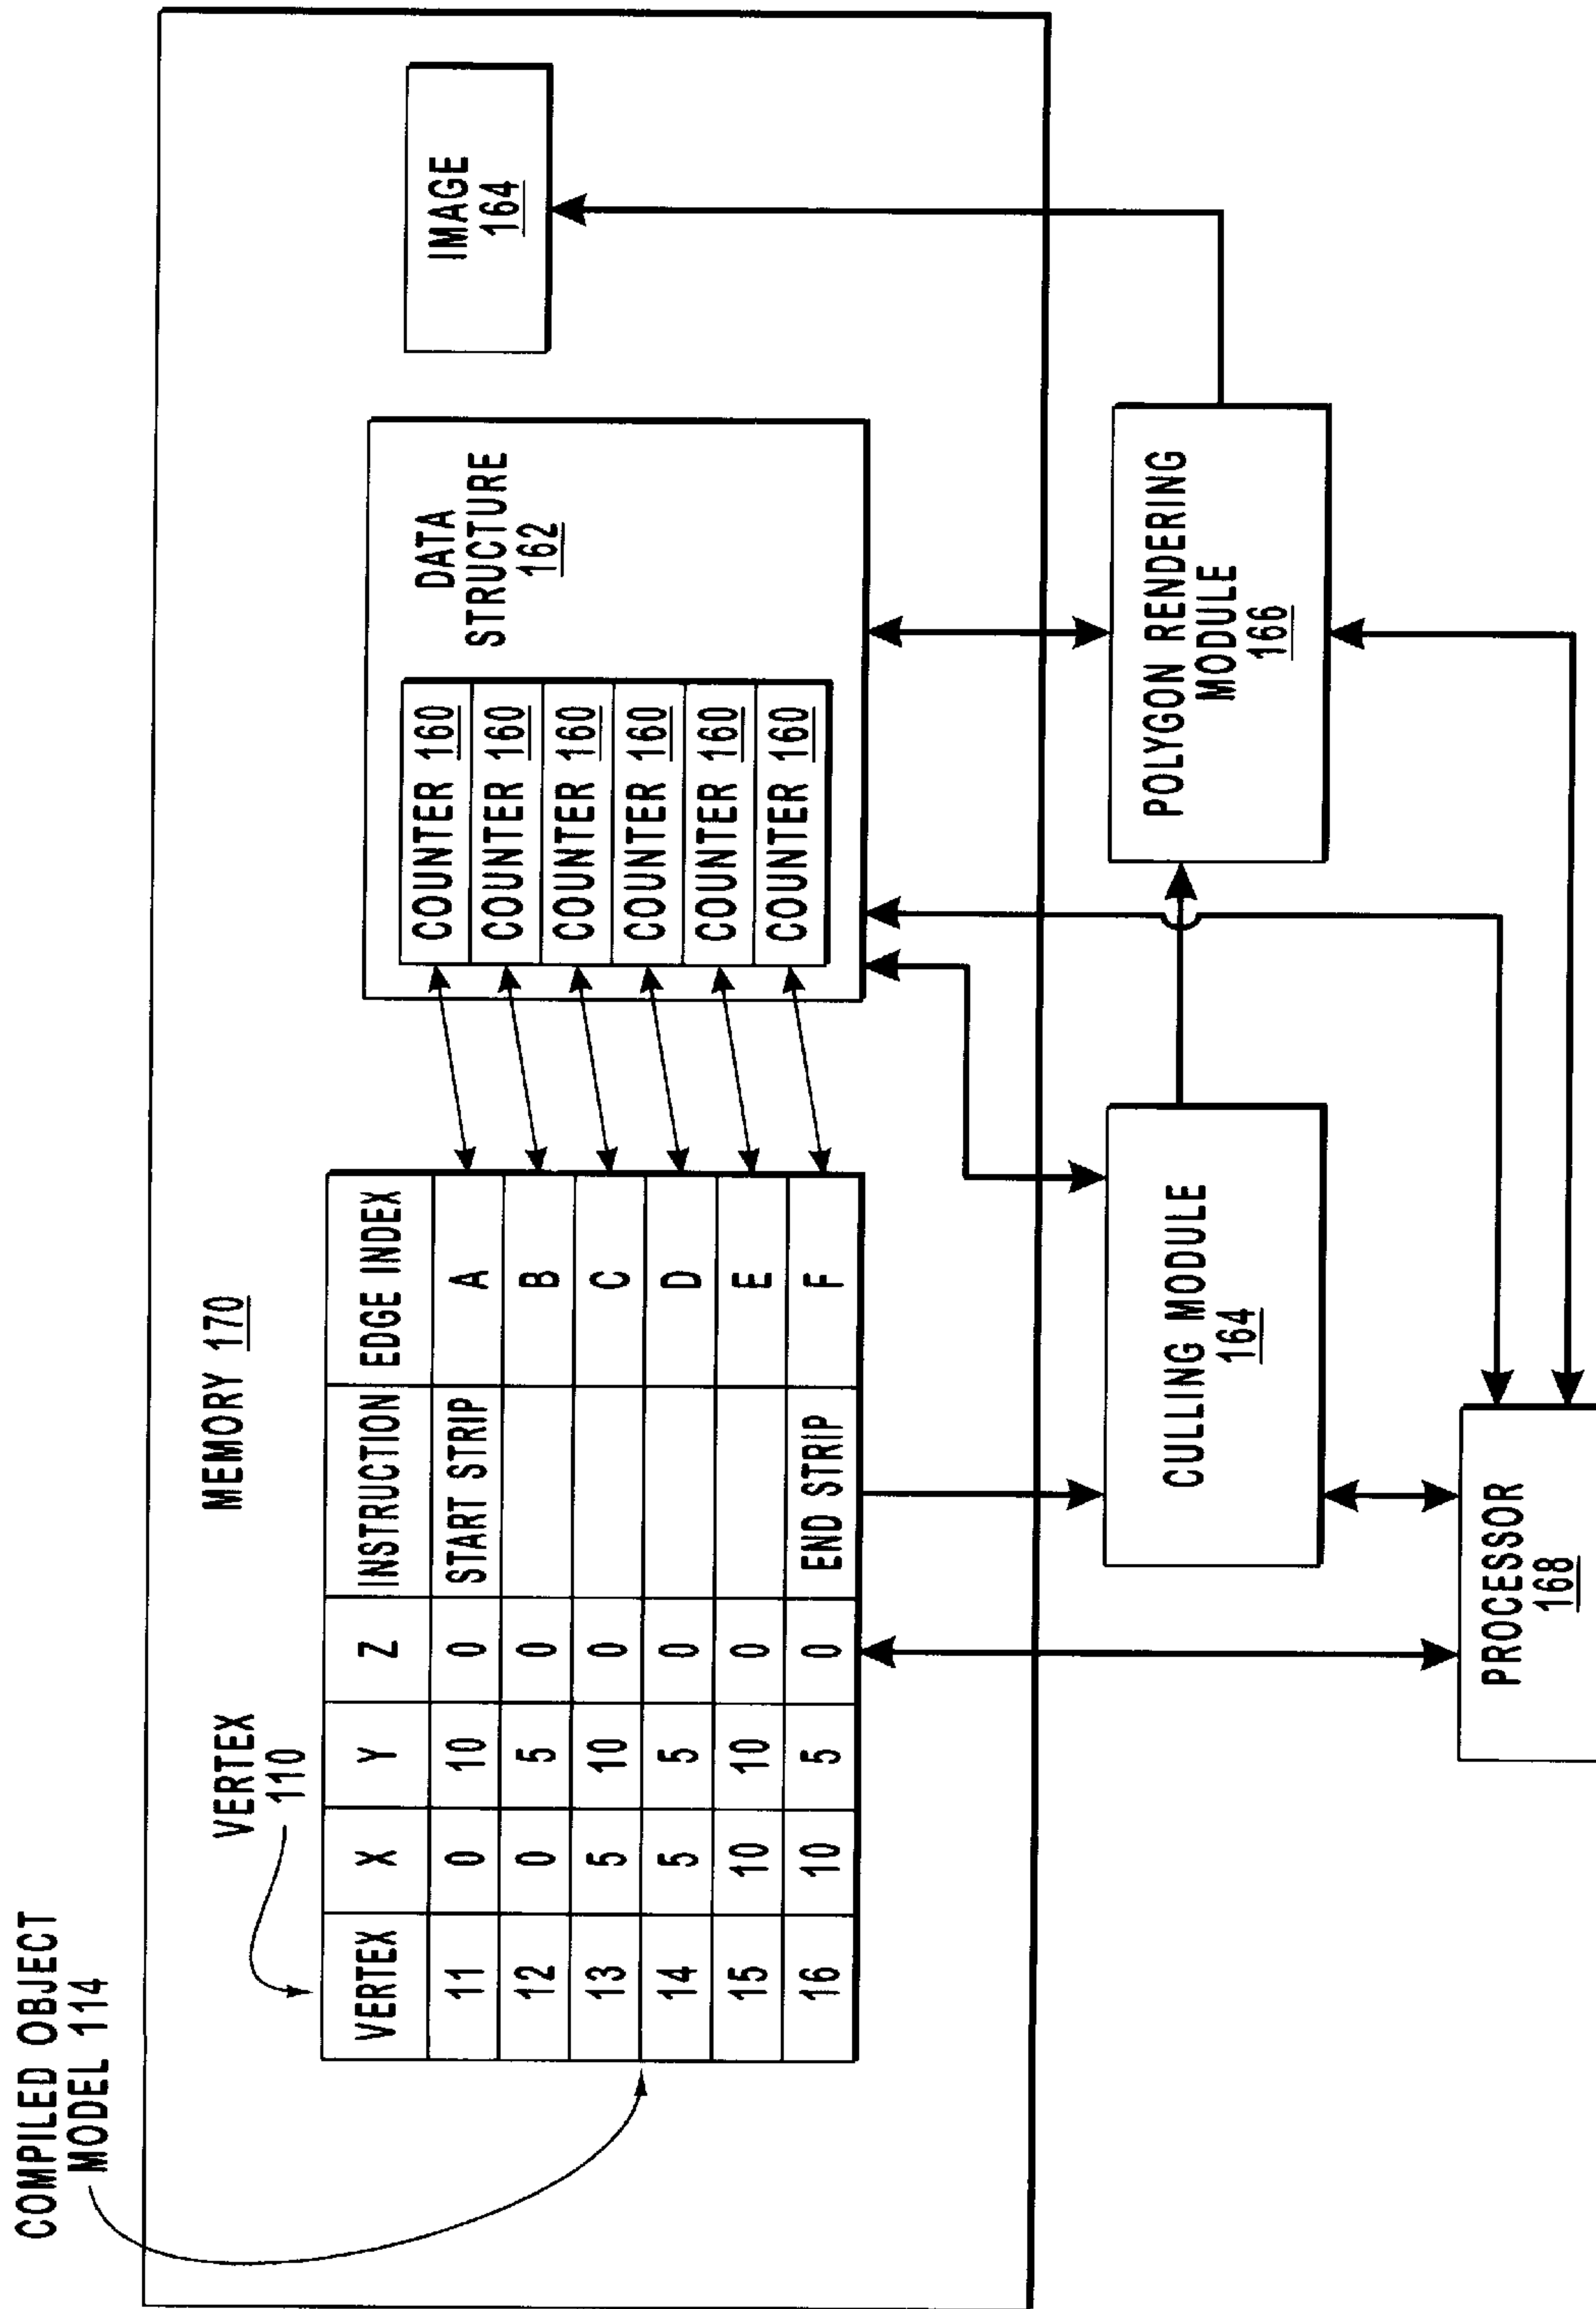 COMPILED OBJECT
MODEL 114
MEMORY 170
VERTEX
110
VERTEX X Y Z INSTRUCTION EDGE INDEX
11 0 10 0 START STRIP A
12 0 5 0 B
13 5 10 0 C
14 5 5 0 D
15 10 10 0 E
16 10 5 0 END STRIP F
COUNTER 160
COUNTER 160
COUNTER 160
COUNTER 160
COUNTER 160
COUNTER 160
DATA
STRUCTURE
162
IMAGE
164
CULLING MODULE
164
POLYGON RENDERING
MODULE
166
PROCESSOR
168